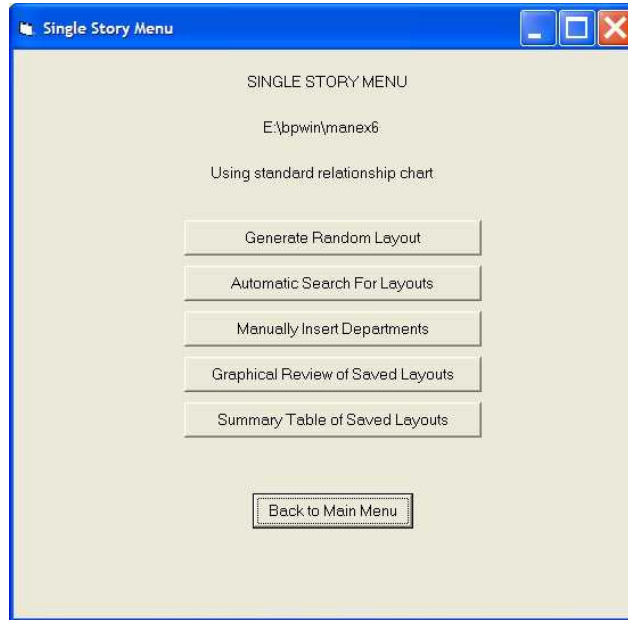 Single Story Menu
SINGLE STORY MENU
E:\bpwin\manex6
Using standard relationship chart
Generate Random Layout
Automatic Search For Layouts
Manually Insert Departments
Graphical Review of Saved Layouts
Summary Table of Saved Layouts
Back to Main Menu